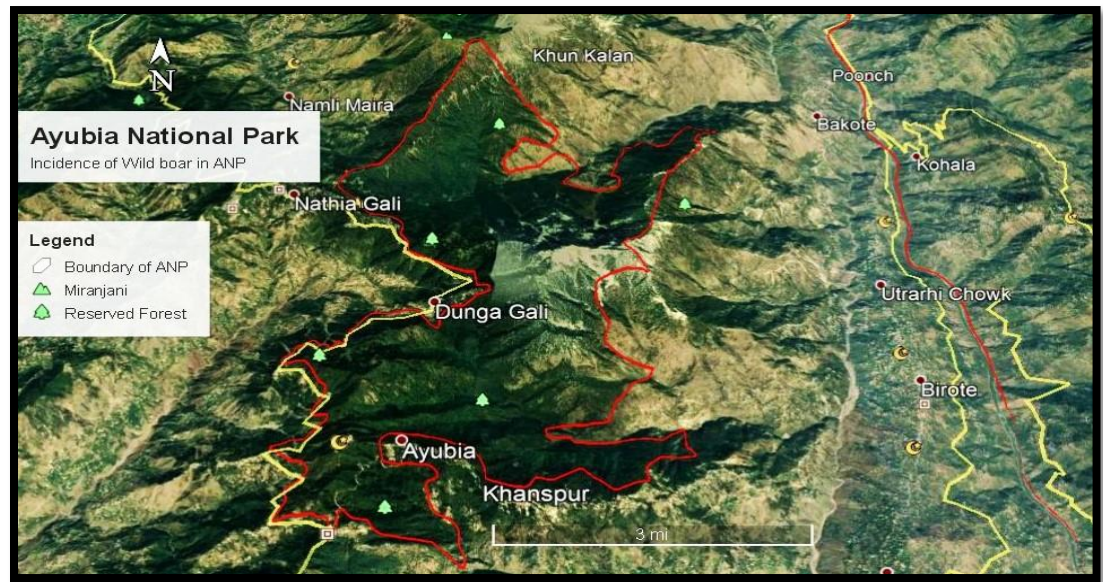 Khun Kalan
N
Poonch
Namli Maira
Bakote
Ayubia National Park
Incidence of Wild boar in ANP
Kohala
Nathia Gali
Legend
Boundary of ANP
Miranjani
Reserved Forest
Utrarhi Chowk
Dunga Gali
Birote
Ayubia
Khanspur
3 mi